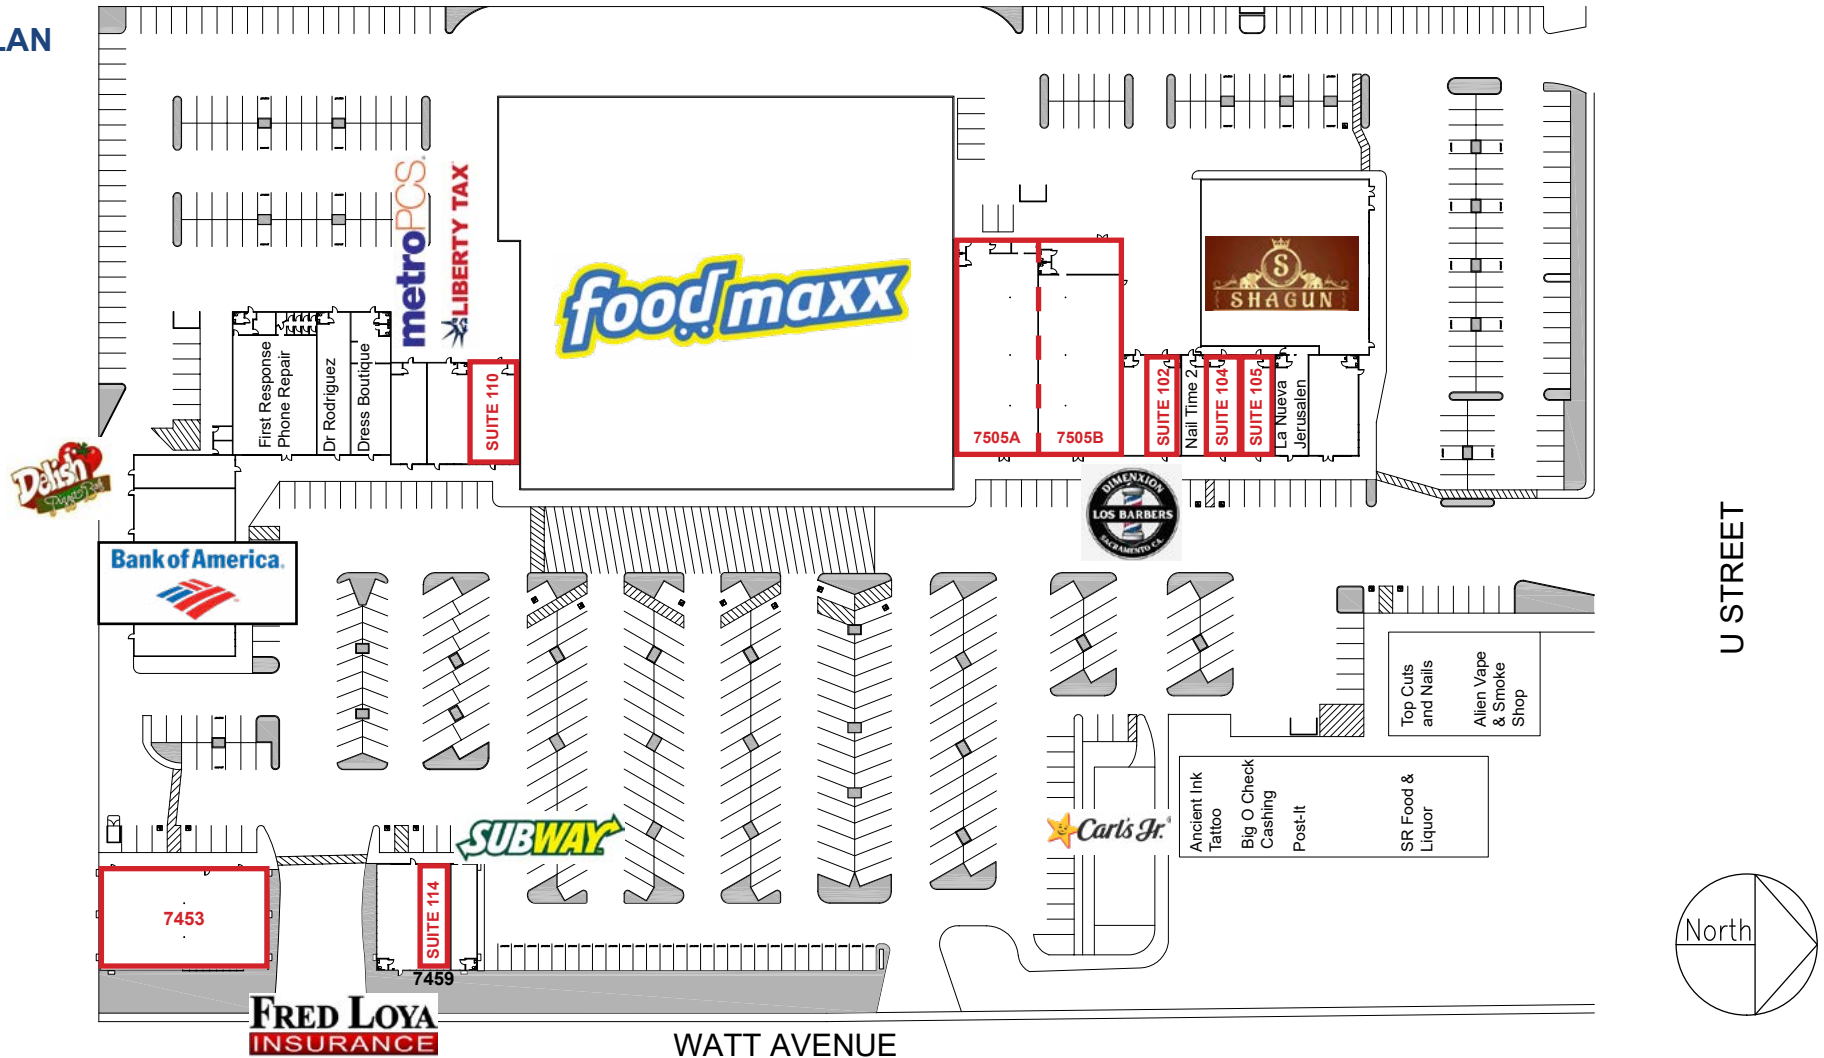 LAN
metroPCS.
LIBERTY TAX
foodmaxx
S
SHAGUN
First Response
Phone Repair
Dr Rodriguez
Dress Boutique
SUITE 110
7505A
7505B
SUITE 102
Nail Time 2
SUITE 104
SUITE 105
La Nueva
Jerusalen
Delish
Bank of America.
DIMENXION
LOS BARBERS
SACRAMENTO CA.
U STREET
Top Cuts
and Nails
Alien Vape
& Smoke
Shop
Ancient Ink
Tattoo
Big O Check
Cashing
Post-It
SR Food &
Liquor
SUBWAY
Carl's Jr.
7453
SUITE 114
7459
North
FRED LOYA
INSURANCE
WATT AVENUE